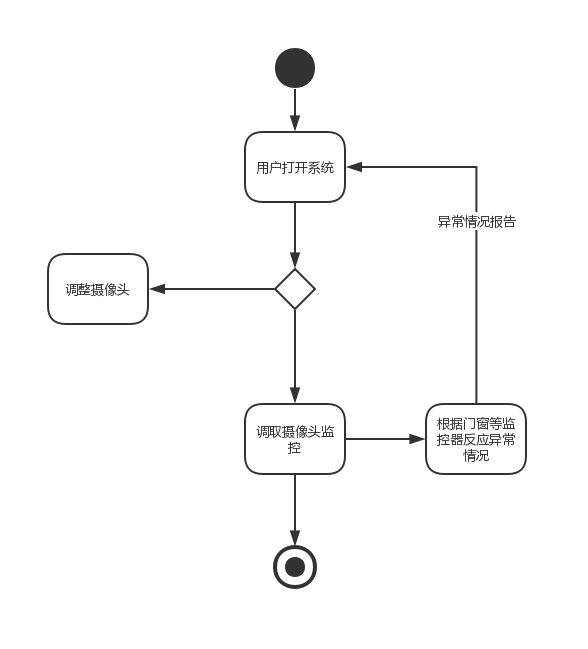 用户打开系统
异常情况报告
调整摄像头
调取摄像头监
控
根据门窗等监
控器反应异常
情况